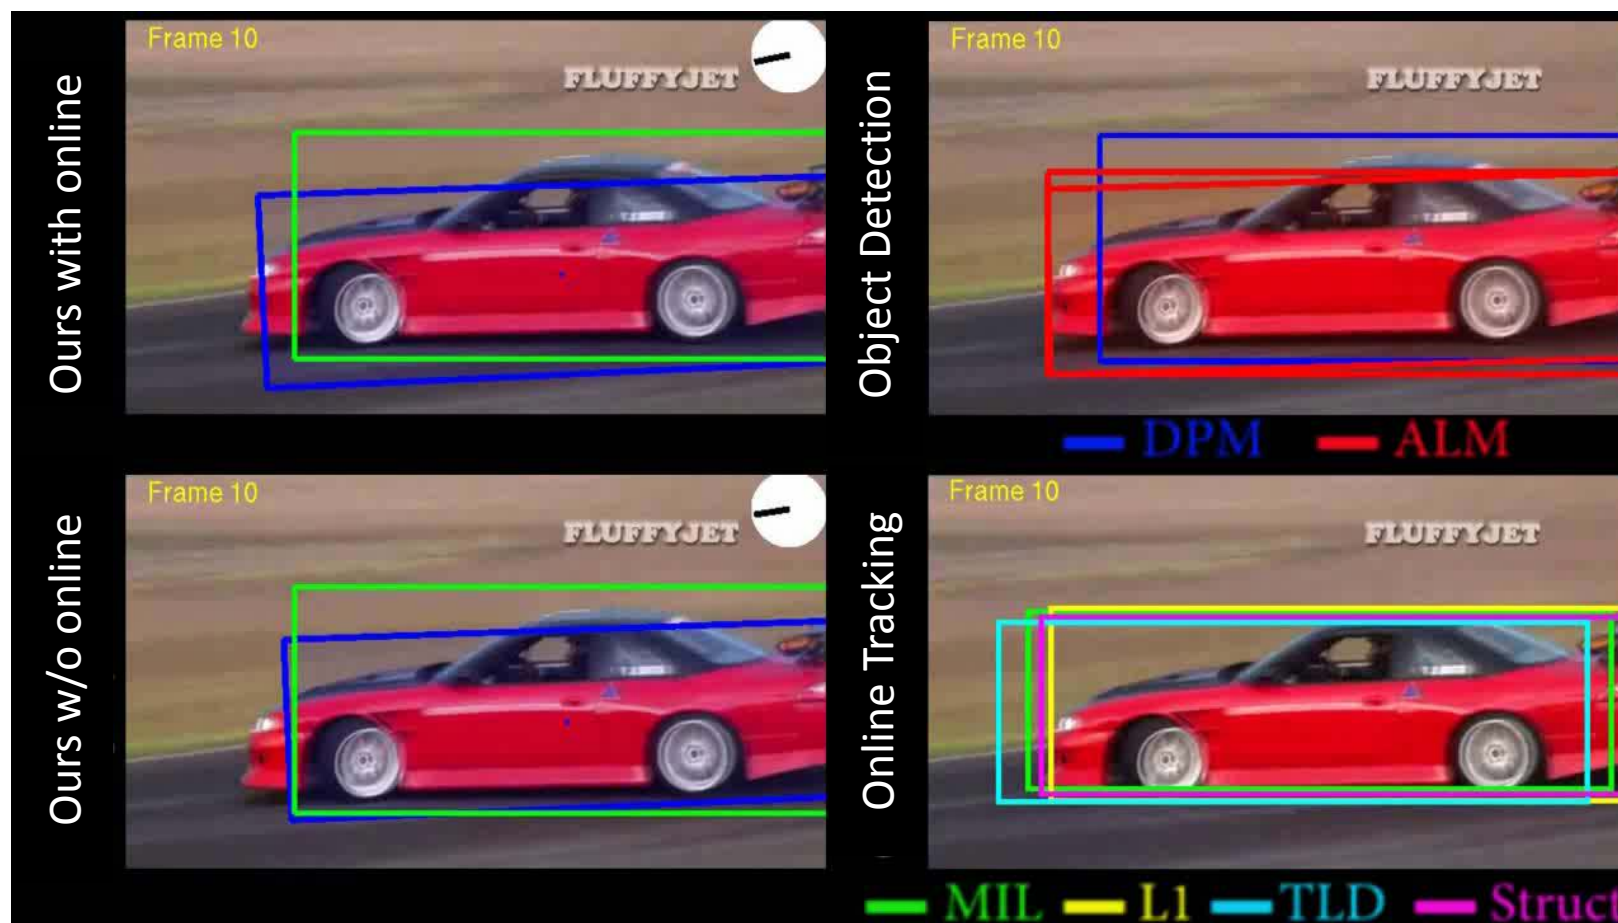 Ours with online
Frame 10
FLUFFYJET
Object Detection
Frame 10
FLUFFYJET
DPM
ALM
Ours w/o online
Frame 10
FLUFFYJET
Online Tracking
Frame 10
FLUFFYJET
MIL
L1
TLD
Struct